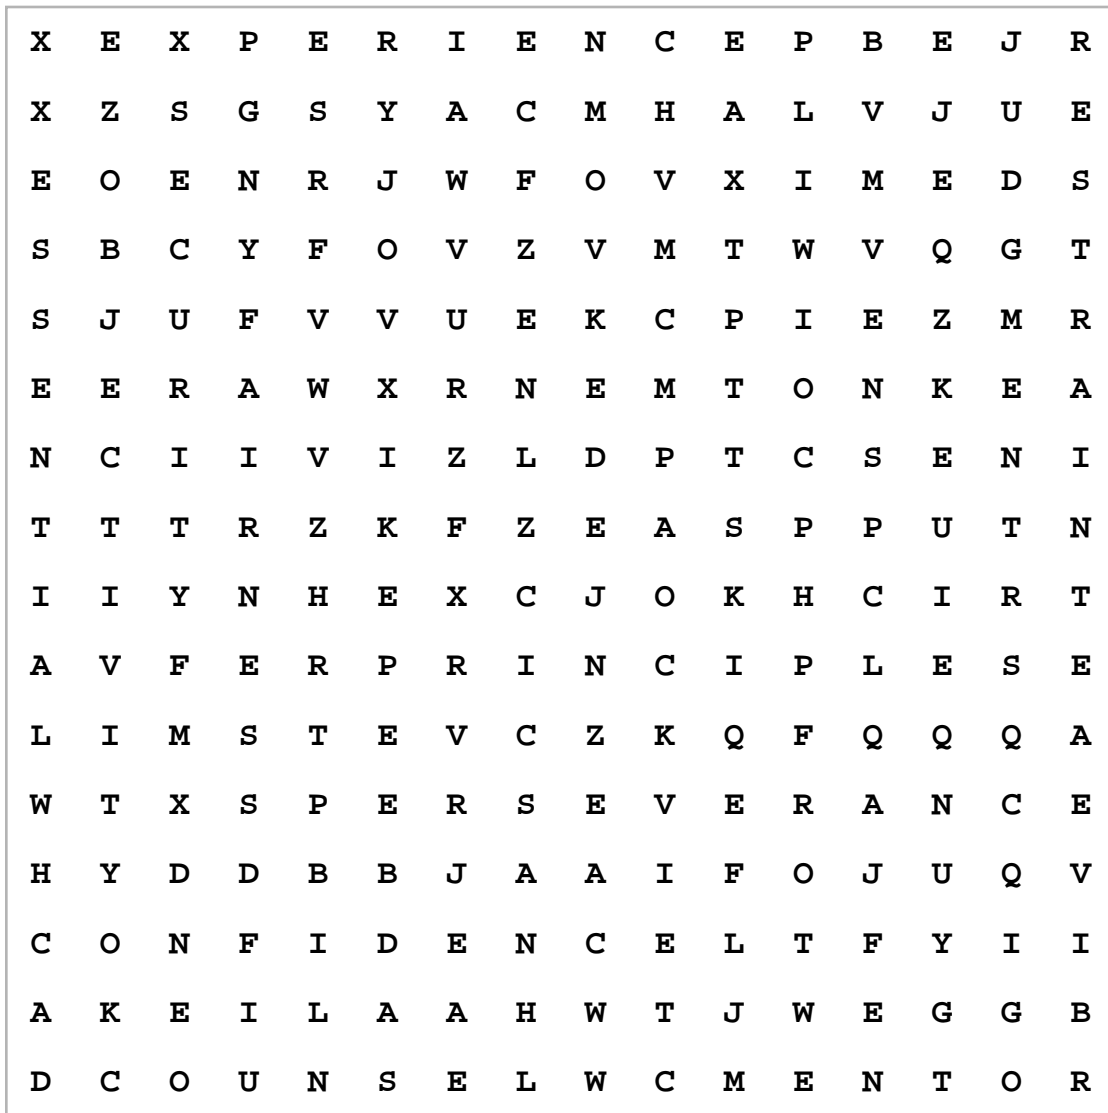 X E X P E R I E N C E P B E J R
X Z S G S Y A C M H A L V J U E
E O E N R J W F O V X I M E D S
S B C Y F O V Z V M T W V Q G T
S J U F V V U E K C P I E Z M R
E E R A W X R N E M T O N K E A
N C I I V I Z L D P T C S E N I
T T T R Z K F Z E A S P P U T N
I I Y N H E X C J O K H C I R T
A V F E R P R I N C I P L E S E
L I M S T E V C Z K Q F Q Q Q A
W T X S P E R S E V E R A N C E
H Y D D B B J A A I F O J U Q V
C O N F I D E N C E L T F Y I I
A K E I L A A H W T J W E G G B
D C O U N S E L W C M E N T O R